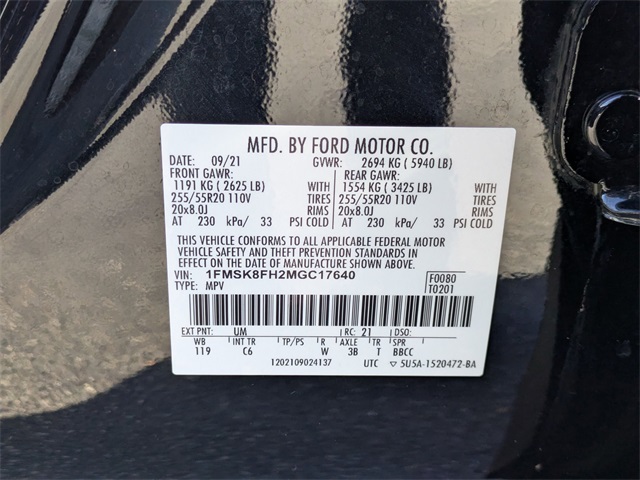 MFD. BY FORD MOTOR CO.
DATE: 09/21 GVWR: 2694 KG ( 5940 LB)
FRONT GAWR: REAR GAWR:
1191 KG ( 2625 LB) WITH 1554 KG ( 3425 LB) WITH
255/55R20 110V TIRES 255/55R20 110V TIRES
20x8.0J RIMS 20x8.0J RIMS
AT 230 kPa/ 33 PSI COLD AT 230 kPa/ 33 PSI COLD
THIS VEHICLE CONFORMS TO ALL APPLICABLE FEDERAL MOTOR
VEHICLE SAFETY AND THEFT PREVENTION STANDARDS IN
EFFECT ON THE DATE OF MANUFACTURE SHOWN ABOVE.
VIN: 1FMSK8FH2MGC17640 F0080
TYPE: MPV T0201
EXT PNT: UM RC: 21 DSO:
WB INT TR TP/PS R AXLE TR SPR
119 C6 W 3B T BBCC
1202109024137 UTC ▽ 5U5A-1520472-BA